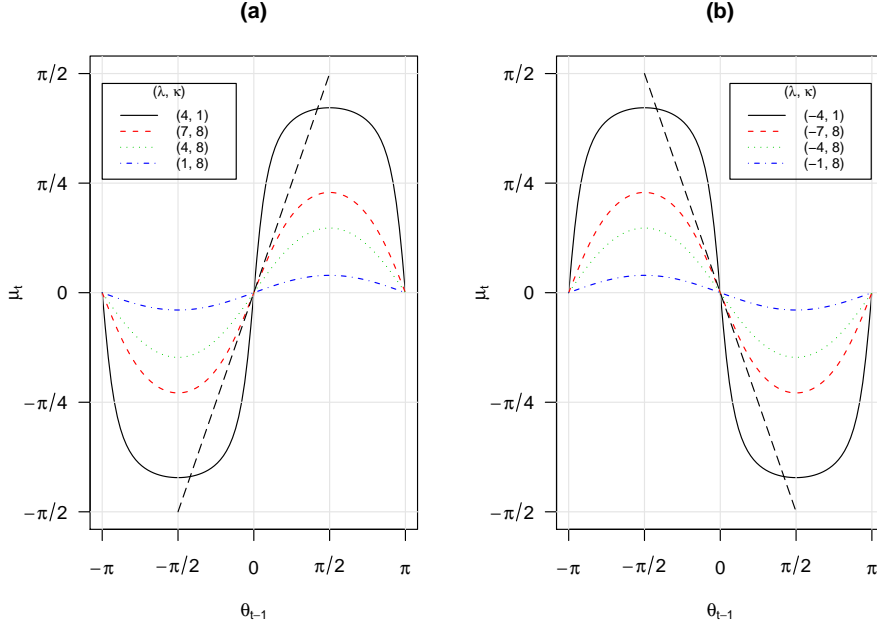 (a)
π/2
π/4
0
−π/4
−π/2
μt
(λ, κ)
(4, 1)
(7, 8)
(4, 8)
(1, 8)
−π
−π/2
0
π/2
π
θt−1
(b)
π/2
π/4
0
−π/4
−π/2
μt
(λ, κ)
(−4, 1)
(−7, 8)
(−4, 8)
(−1, 8)
−π
−π/2
0
π/2
π
θt−1